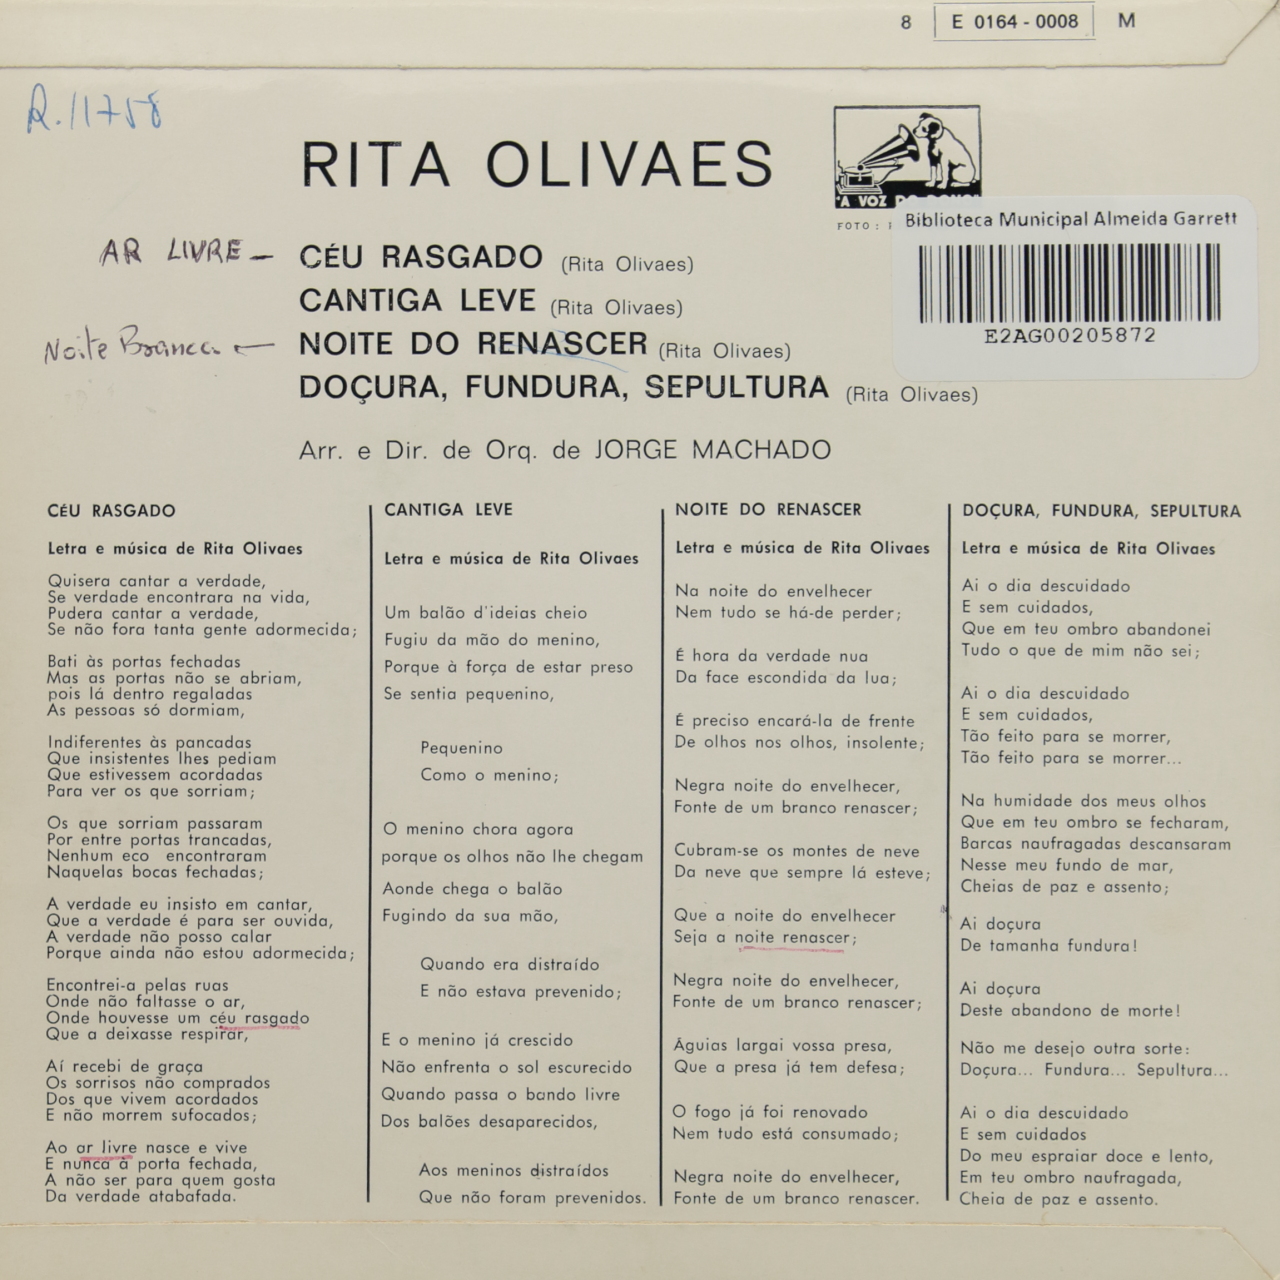 8 E 0164 - 0008 M
R.11758
RITA OLIVAES
FOTO :
Biblioteca Municipal Almeida Garrett
E2AG00205872
AR LIVRE – CÉU RASGADO (Rita Olivaes)
CANTIGA LEVE (Rita Olivaes)
Noite Branca ← NOITE DO RENASCER (Rita Olivaes)
DOÇURA, FUNDURA, SEPULTURA (Rita Olivaes)
Arr. e Dir. de Orq. de JORGE MACHADO
CÉU RASGADO
Letra e música de Rita Olivaes
Quisera cantar a verdade,
Se verdade encontrara na vida,
Pudera cantar a verdade,
Se não fora tanta gente adormecida;
Bati às portas fechadas
Mas as portas não se abriam,
pois lá dentro regaladas
As pessoas só dormiam,
Indiferentes às pancadas
Que insistentes lhes pediam
Que estivessem acordadas
Para ver os que sorriam;
Os que sorriam passaram
Por entre portas trancadas,
Nenhum eco encontraram
Naquelas bocas fechadas;
A verdade eu insisto em cantar,
Que a verdade é para ser ouvida,
A verdade não posso calar
Porque ainda não estou adormecida;
Encontrei-a pelas ruas
Onde não faltasse o ar,
Onde houvesse um céu rasgado
Que a deixasse respirar,
Aí recebi de graça
Os sorrisos não comprados
Dos que vivem acordados
E não morrem sufocados;
Ao ar livre nasce e vive
E nunca à porta fechada,
A não ser para quem gosta
Da verdade atabafada.
CANTIGA LEVE
Letra e música de Rita Olivaes
Um balão d'ideias cheio
Fugiu da mão do menino,
Porque à força de estar preso
Se sentia pequenino,
Pequenino
Como o menino;
O menino chora agora
porque os olhos não lhe chegam
Aonde chega o balão
Fugindo da sua mão,
Quando era distraído
E não estava prevenido;
E o menino já crescido
Não enfrenta o sol escurecido
Quando passa o bando livre
Dos balões desaparecidos,
Aos meninos distraídos
Que não foram prevenidos.
NOITE DO RENASCER
Letra e música de Rita Olivaes
Na noite do envelhecer
Nem tudo se há-de perder;
É hora da verdade nua
Da face escondida da lua;
É preciso encará-la de frente
De olhos nos olhos, insolente;
Negra noite do envelhecer,
Fonte de um branco renascer;
Cubram-se os montes de neve
Da neve que sempre lá esteve;
Que a noite do envelhecer
Seja a noite renascer;
Negra noite do envelhecer,
Fonte de um branco renascer;
Águias largai vossa presa,
Que a presa já tem defesa;
O fogo já foi renovado
Nem tudo está consumado;
Negra noite do envelhecer,
Fonte de um branco renascer.
DOÇURA, FUNDURA, SEPULTURA
Letra e música de Rita Olivaes
Ai o dia descuidado
E sem cuidados,
Que em teu ombro abandonei
Tudo o que de mim não sei;
Ai o dia descuidado
E sem cuidados,
Tão feito para se morrer,
Tão feito para se morrer...
Na humidade dos meus olhos
Que em teu ombro se fecharam,
Barcas naufragadas descansaram
Nesse meu fundo de mar,
Cheias de paz e assento;
Ai doçura
De tamanha fundura!
Ai doçura
Deste abandono de morte!
Não me desejo outra sorte:
Doçura... Fundura... Sepultura...
Ai o dia descuidado
E sem cuidados
Do meu espraiar doce e lento,
Em teu ombro naufragada,
Cheia de paz e assento.